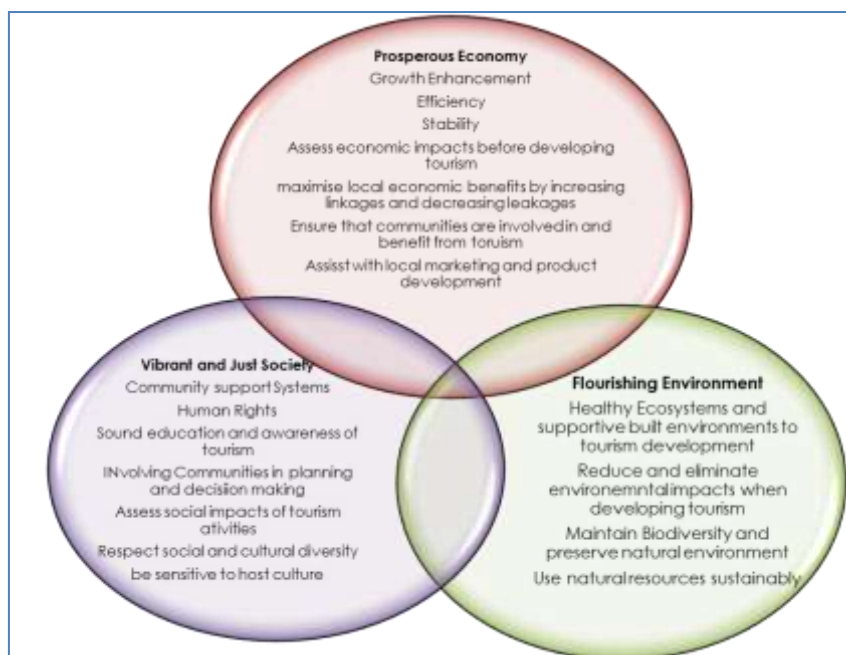 Prosperous Economy
Growth Enhancement
Efficiency
Stability
Assess economic impacts before developing
tourism
maximise local economic benefits by increasing
linkages and decreasing leakages
Ensure that communities are involved in and
benefit from toruism
Assisst with local marketing and product
development
Vibrant and Just Society
Community support Systems
Human Rights
Sound education and awareness of
tourism
INvolving Communities in planning
and decision making
Assess social impacts of tourism
ativities
Respect social and cultural diversity
be sensitive to host culture
Flourishing Environment
Healthy Ecosystems and
supportive built environments to
tourism development
Reduce and eliminate
environemntal impacts when
developing tourism
Maintain Biodiversity and
preserve natural environment
Use natural resources sustainably